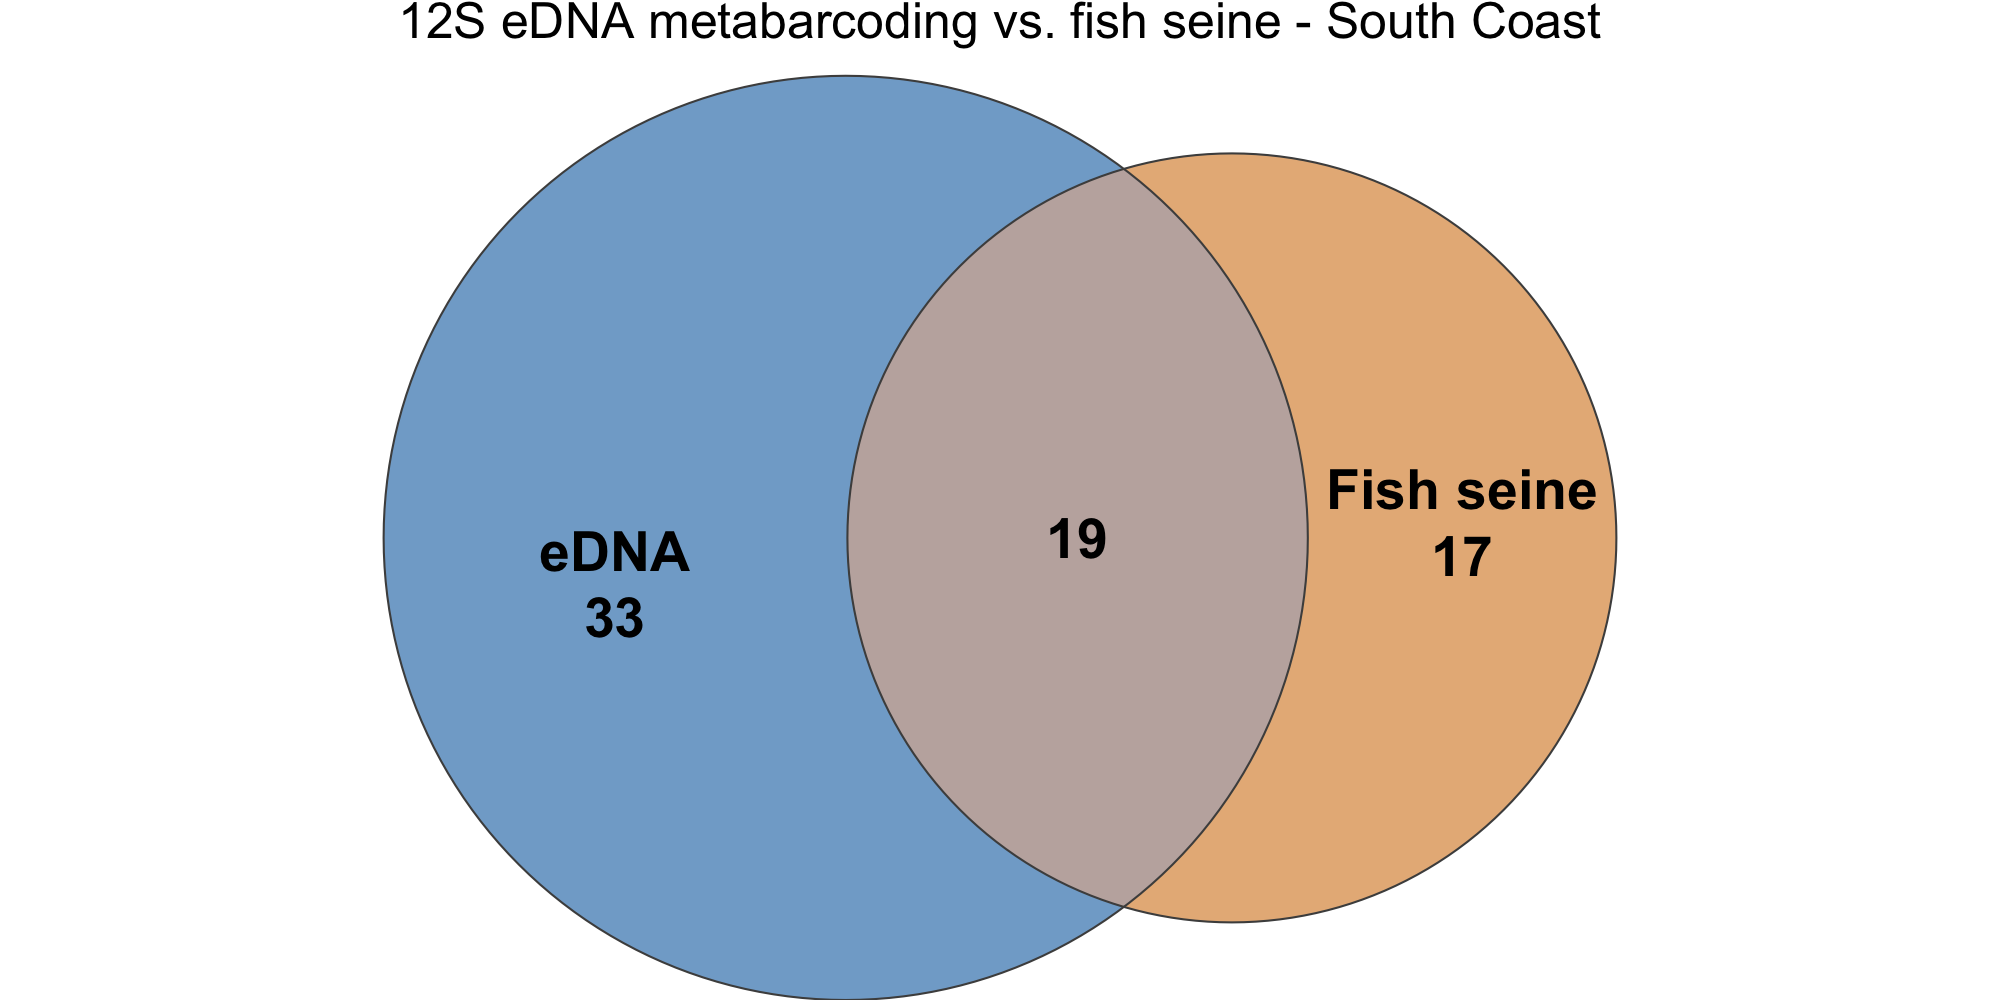 12S eDNA metabarcoding vs. fish seine - South Coast
eDNA
33
19
Fish seine
17